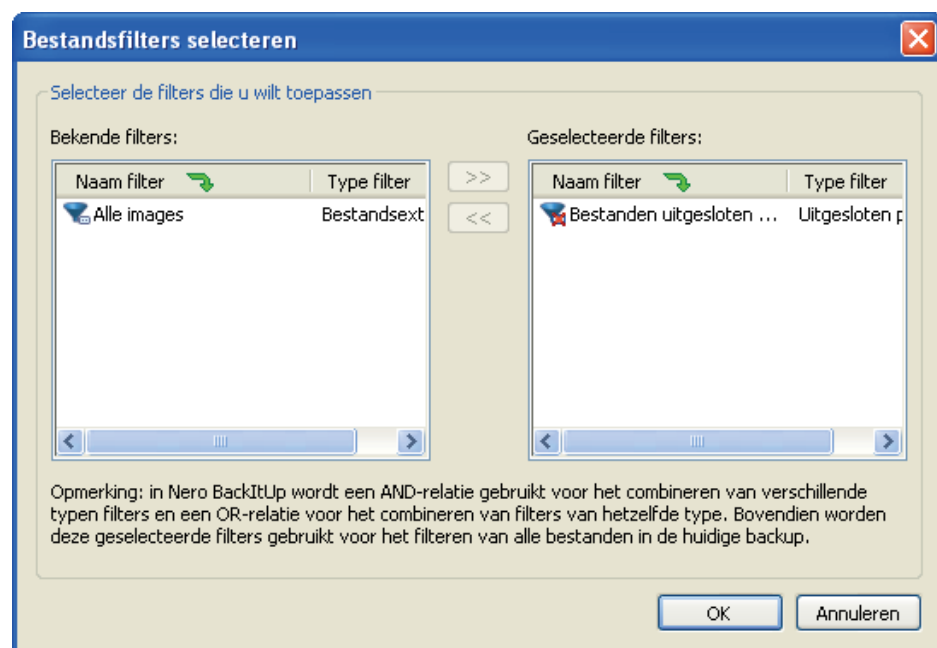 Bestandsfilters selecteren
Selecteer de filters die u wilt toepassen
Bekende filters:
Geselecteerde filters:
Naam filter
Type filter
>>
Naam filter
Type filter
Alle images
Bestandsext
<<
Bestanden uitgesloten ...
Uitgesloten p
Opmerking: in Nero BackItUp wordt een AND-relatie gebruikt voor het combineren van verschillende
typen filters en een OR-relatie voor het combineren van filters van hetzelfde type. Bovendien worden
deze geselecteerde filters gebruikt voor het filteren van alle bestanden in de huidige backup.
OK
Annuleren